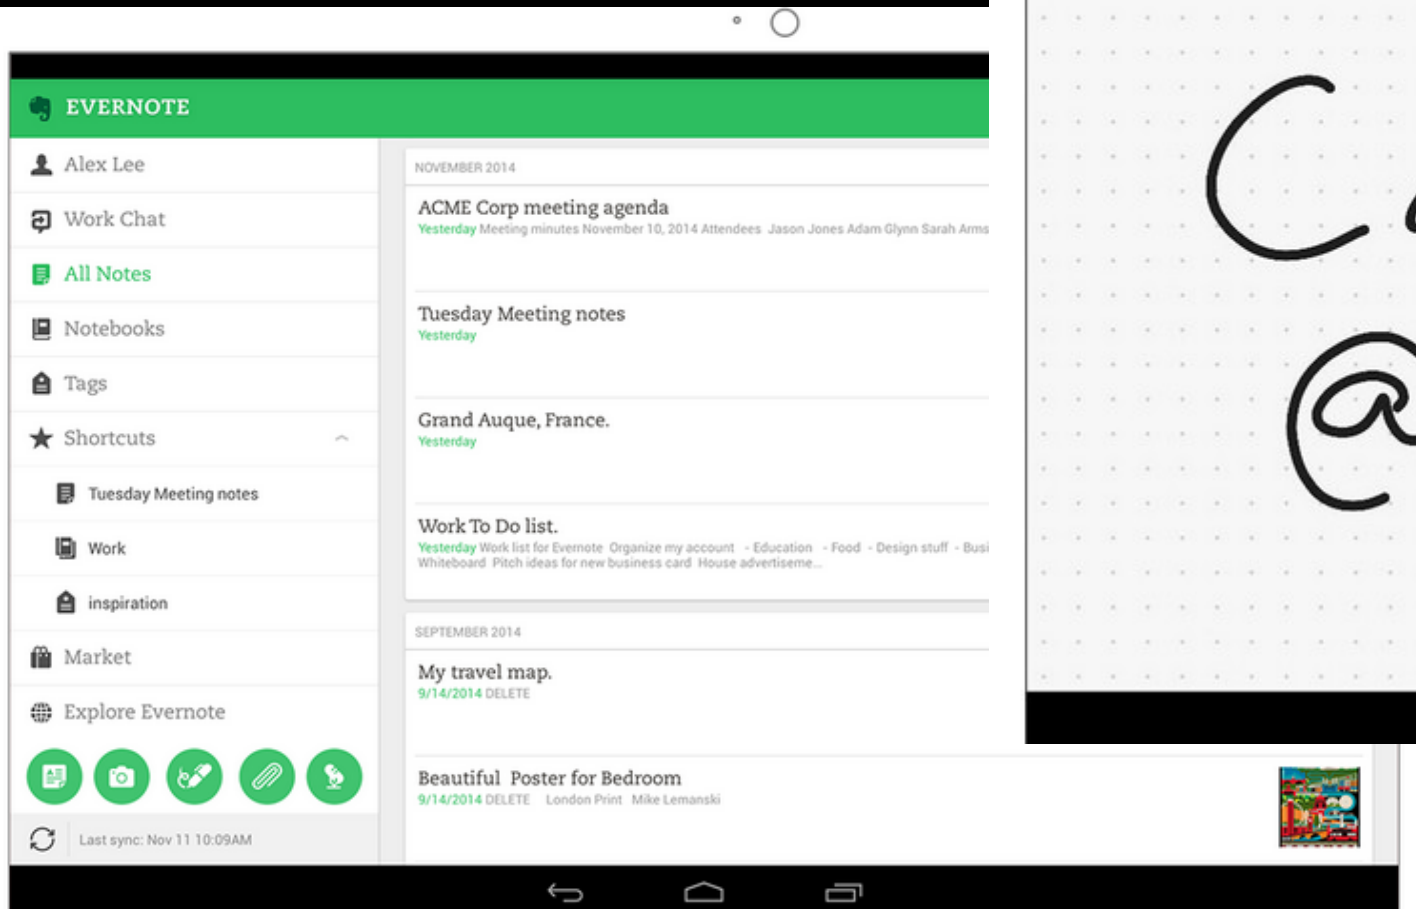 EVERNOTE
Alex Lee
Work Chat
All Notes
Notebooks
Tags
Shortcuts
Tuesday Meeting notes
Work
inspiration
Market
Explore Evernote
Last sync: Nov 11 10:09AM
NOVEMBER 2014
ACME Corp meeting agenda
Yesterday Meeting minutes November 10, 2014 Attendees Jason Jones Adam Glynn Sarah Arms
Tuesday Meeting notes
Yesterday
Grand Auque, France.
Yesterday
Work To Do list.
Yesterday Work list for Evernote Organize my account - Education - Food - Design stuff - Busi
Whiteboard Pitch ideas for new business card House advertiseme...
SEPTEMBER 2014
My travel map.
9/14/2014 DELETE
Beautiful Poster for Bedroom
9/14/2014 DELETE London Print Mike Lemanski
C
@